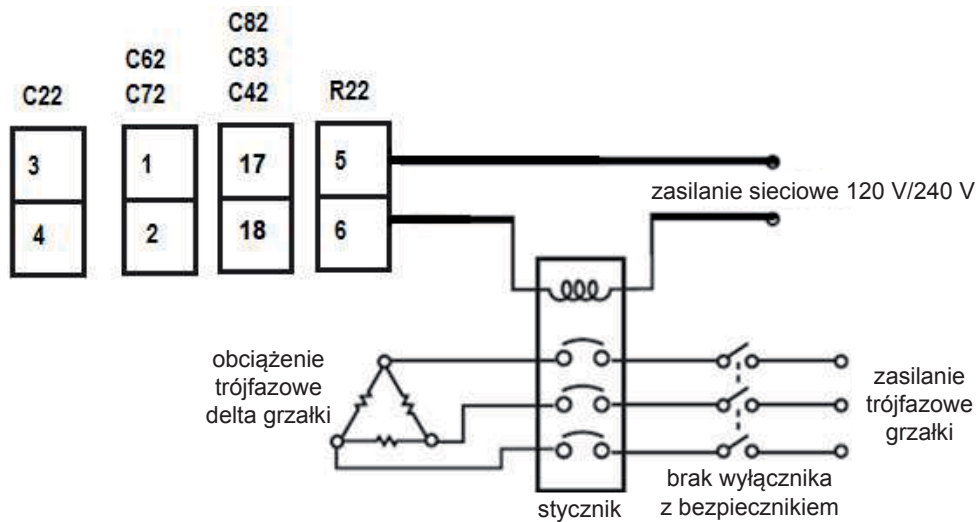 C82
C62 C83
C22 C72 C42 R22
3 1 17 5
4 2 18 6
zasilanie sieciowe 120 V/240 V
obciążenie
trójfazowe
delta grzałki
zasilanie
trójfazowe
grzałki
brak wyłącznika
z bezpiecznikiem
stycznik